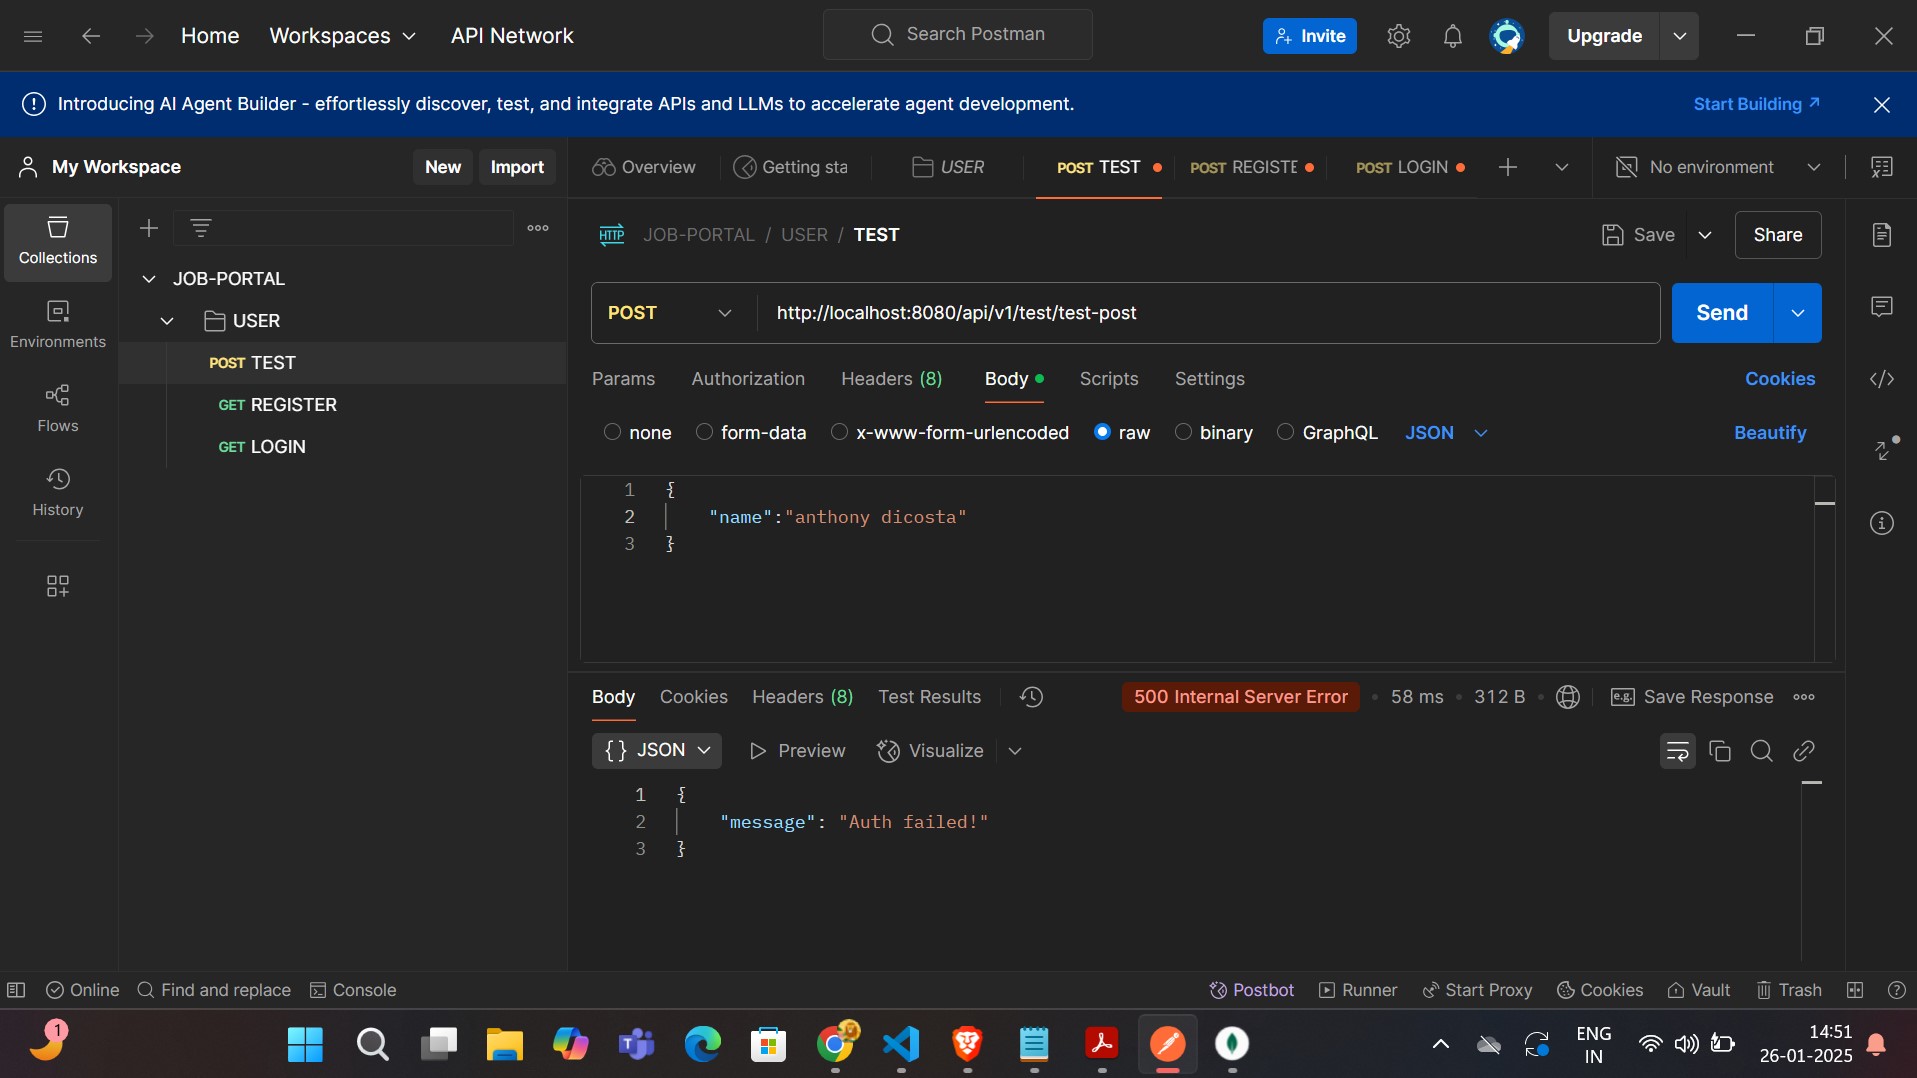 Home
Workspaces
API Network
Search Postman
Invite
Upgrade
Introducing AI Agent Builder - effortlessly discover, test, and integrate APIs and LLMs to accelerate agent development.
Start Building
My Workspace
New
Import
Overview
Getting sta
USER
POST TEST
POST REGISTE
POST LOGIN
No environment
Collections
Environments
Flows
History
JOB-PORTAL
USER
POST TEST
GET REGISTER
GET LOGIN
HTTP
JOB-PORTAL / USER / TEST
Save
Share
POST
http://localhost:8080/api/v1/test/test-post
Send
Params
Authorization
Headers (8)
Body
Scripts
Settings
Cookies
none
form-data
x-www-form-urlencoded
raw
binary
GraphQL
JSON
Beautify
1 {
2 "name":"anthony dicosta"
3 }
Body
Cookies
Headers (8)
Test Results
500 Internal Server Error
58 ms
312 B
e.g.
Save Response
{} JSON
Preview
Visualize
1 {
2 "message": "Auth failed!"
3 }
Online
Find and replace
Console
Postbot
Runner
Start Proxy
Cookies
Vault
Trash
1
ENG
IN
14:51
26-01-2025